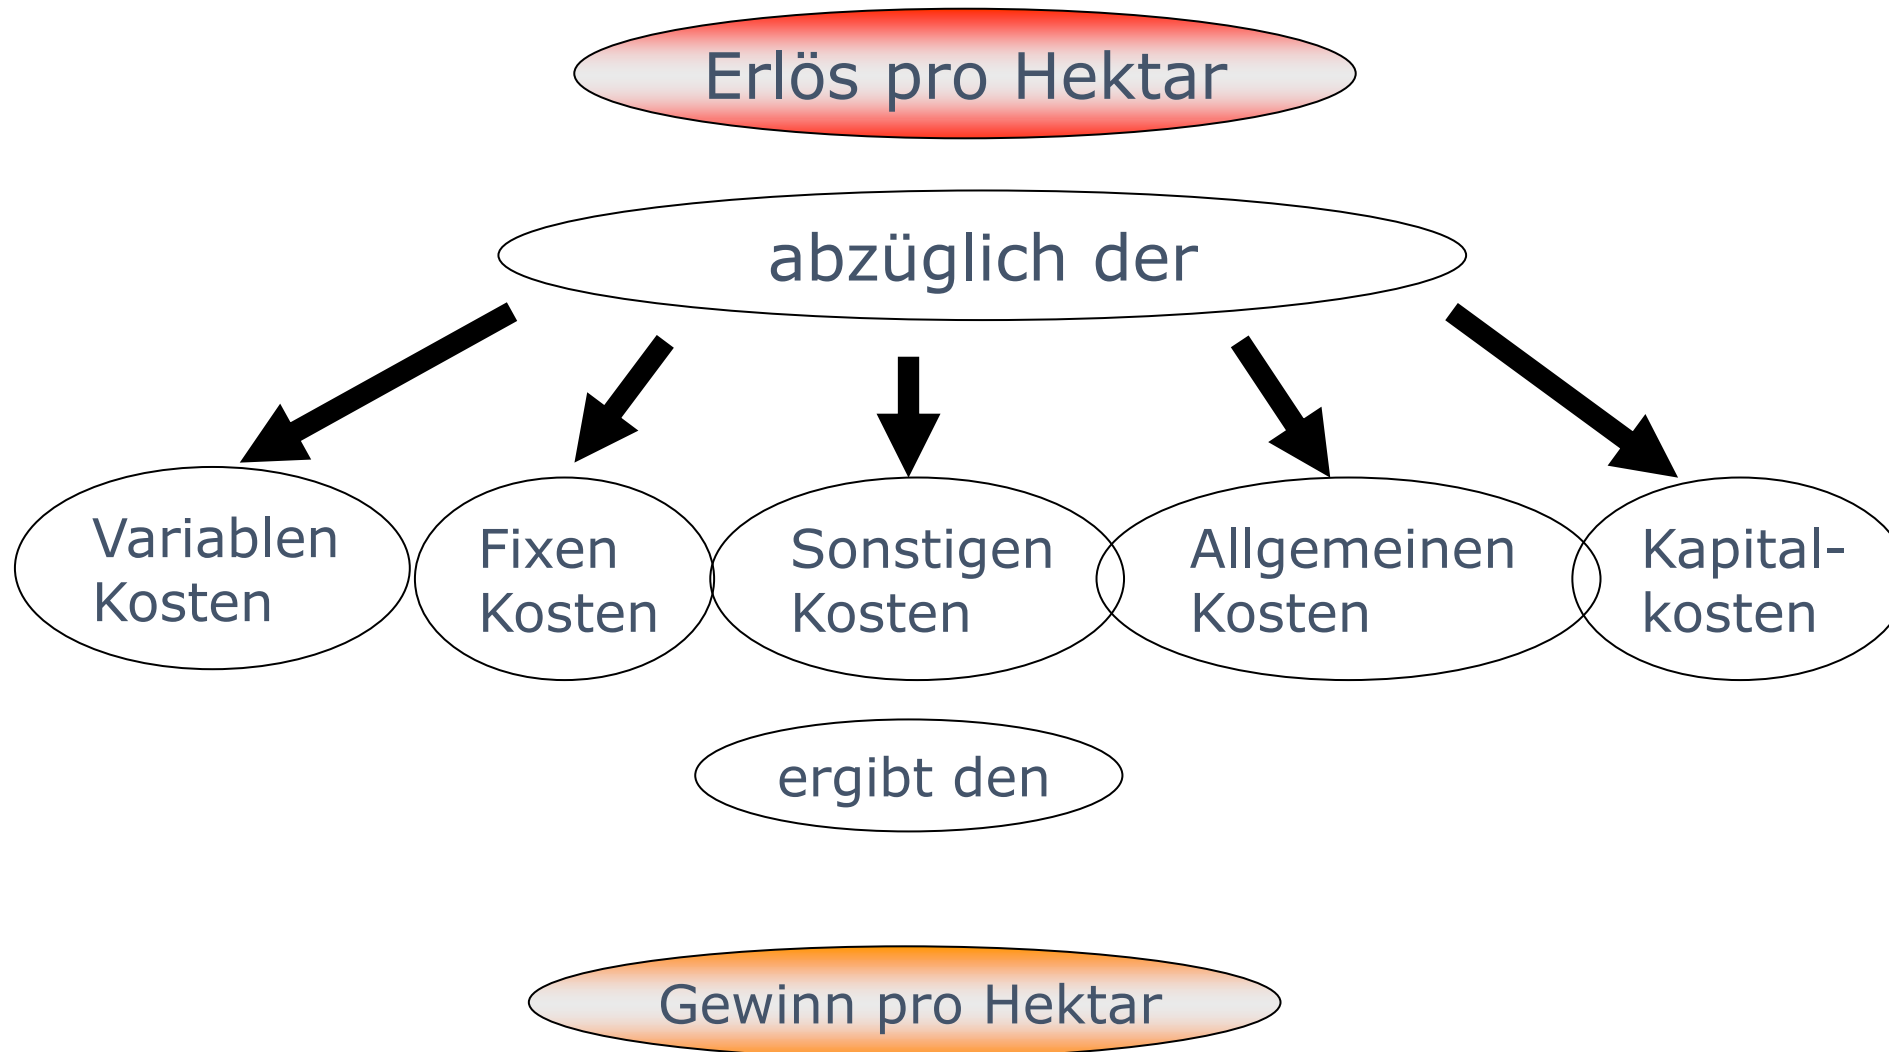 Erlös pro Hektar
abzüglich der
Variablen
Kosten
Fixen
Kosten
Sonstigen
Kosten
Allgemeinen
Kosten
Kapital-
kosten
ergibt den
Gewinn pro Hektar